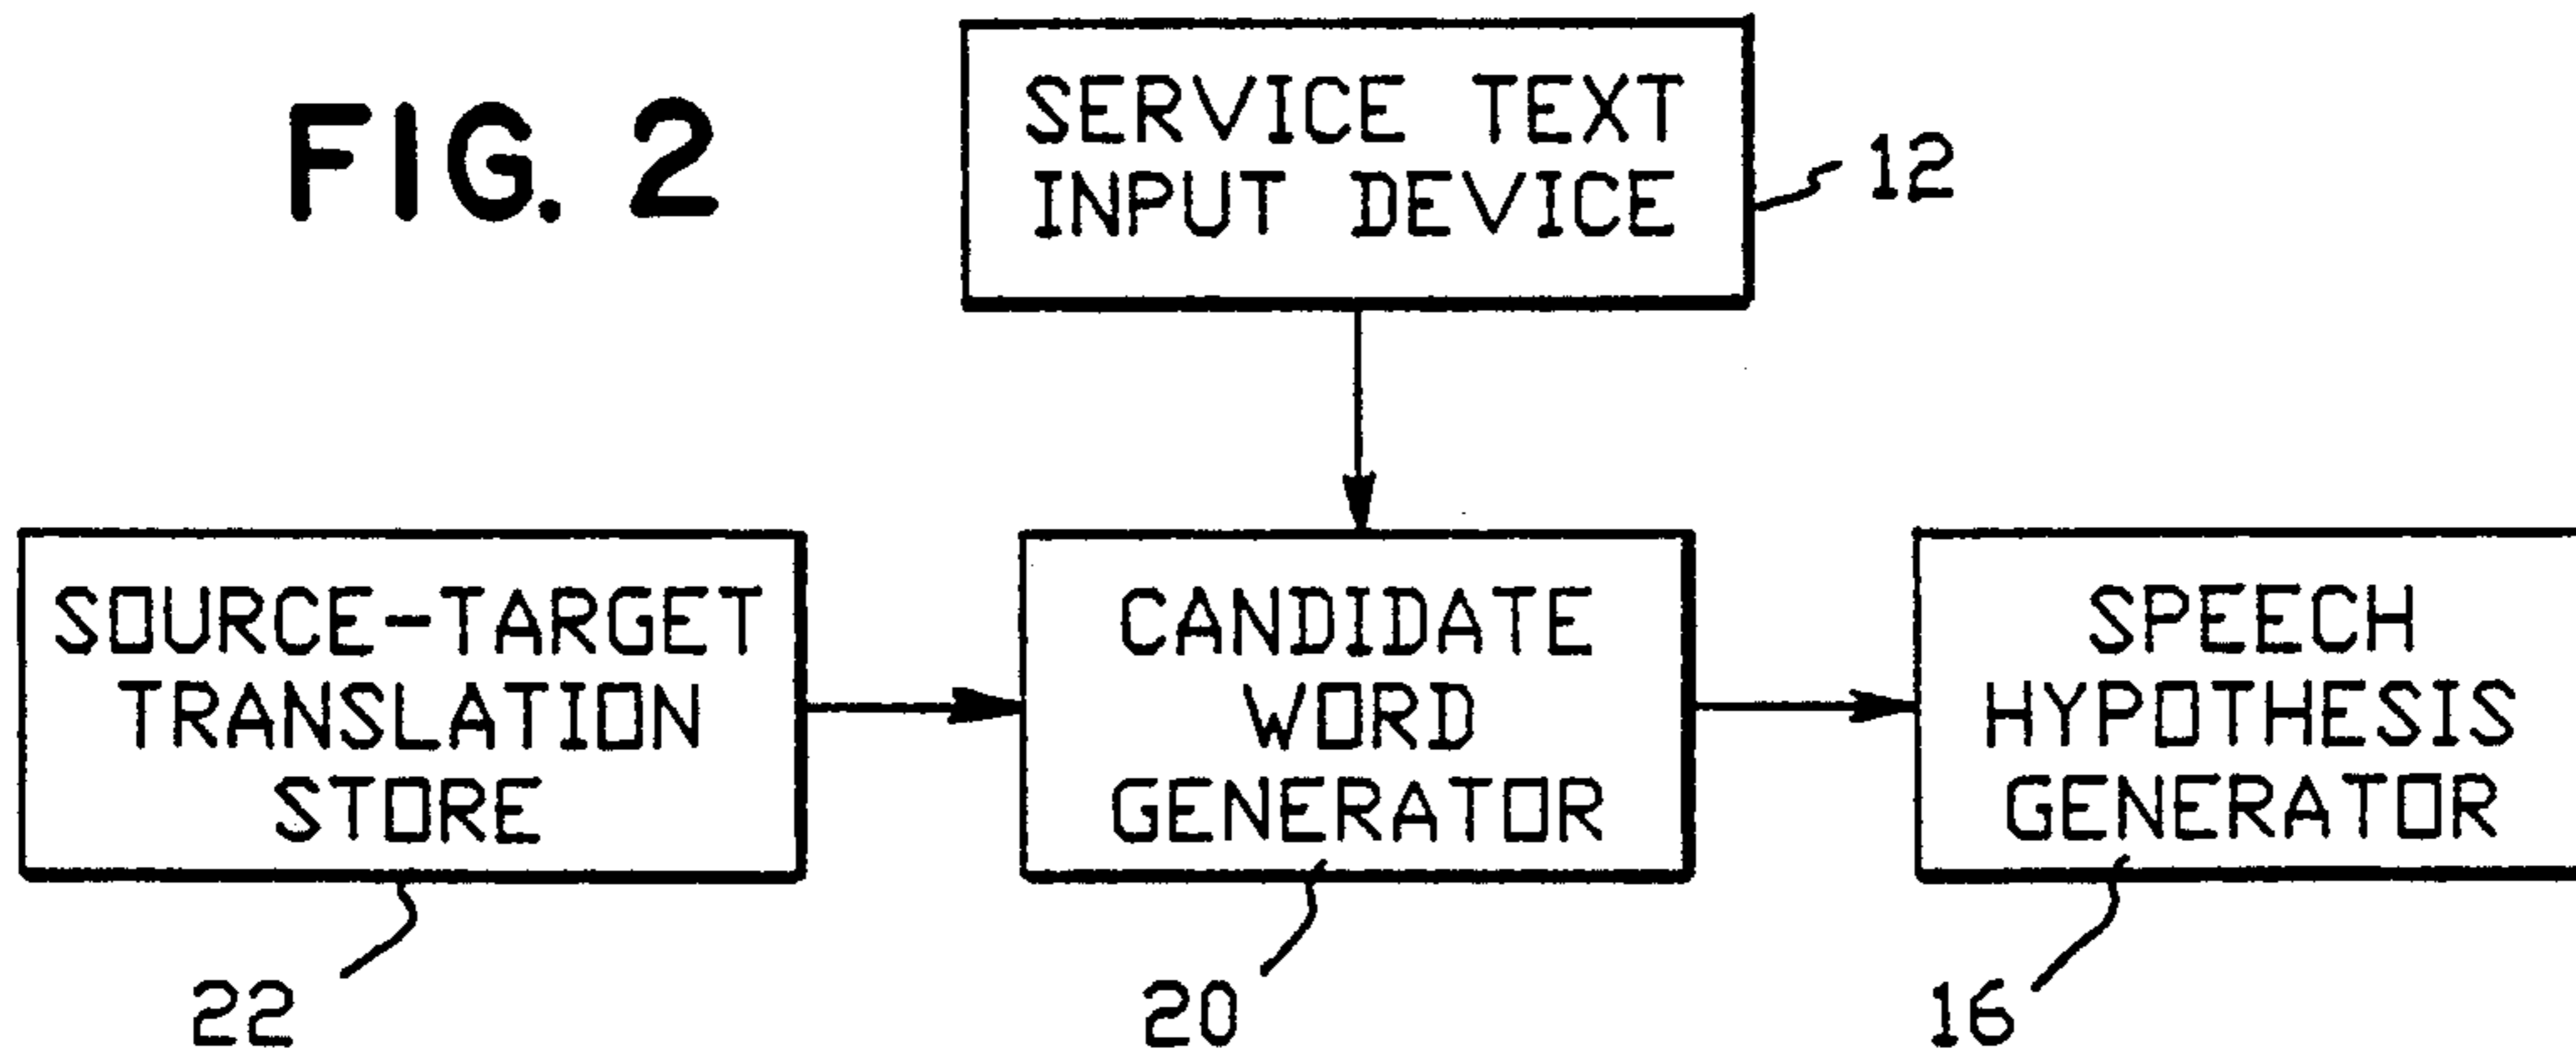 FIG. 2
SERVICE TEXT
INPUT DEVICE
12
SOURCE-TARGET
TRANSLATION
STORE
22
CANDIDATE
WORD
GENERATOR
20
SPEECH
HYPOTHESIS
GENERATOR
16